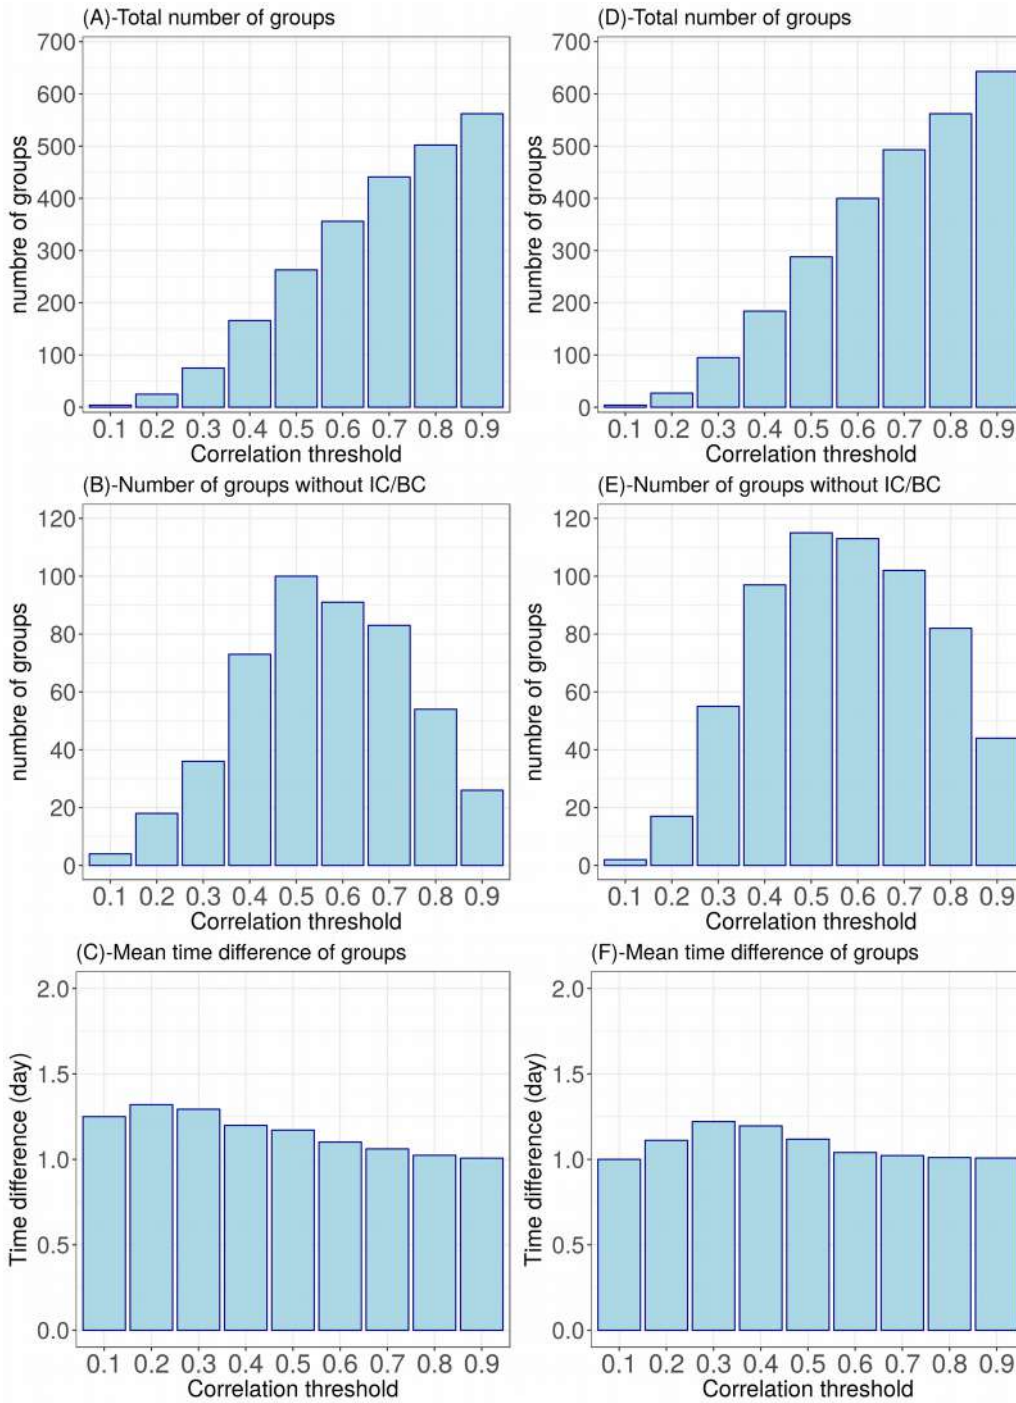 (A)-Total number of groups
numbre of groups
700
600
500
400
300
200
100
0
0.1 0.2 0.3 0.4 0.5 0.6 0.7 0.8 0.9
Correlation threshold
(D)-Total number of groups
numbre of groups
700
600
500
400
300
200
100
0
0.1 0.2 0.3 0.4 0.5 0.6 0.7 0.8 0.9
Correlation threshold
(B)-Number of groups without IC/BC
numbre of groups
120
100
80
60
40
20
0
0.1 0.2 0.3 0.4 0.5 0.6 0.7 0.8 0.9
Correlation threshold
(E)-Number of groups without IC/BC
numbre of groups
120
100
80
60
40
20
0
0.1 0.2 0.3 0.4 0.5 0.6 0.7 0.8 0.9
Correlation threshold
(C)-Mean time difference of groups
Time difference (day)
2.0
1.5
1.0
0.5
0.0
0.1 0.2 0.3 0.4 0.5 0.6 0.7 0.8 0.9
Correlation threshold
(F)-Mean time difference of groups
Time difference (day)
2.0
1.5
1.0
0.5
0.0
0.1 0.2 0.3 0.4 0.5 0.6 0.7 0.8 0.9
Correlation threshold